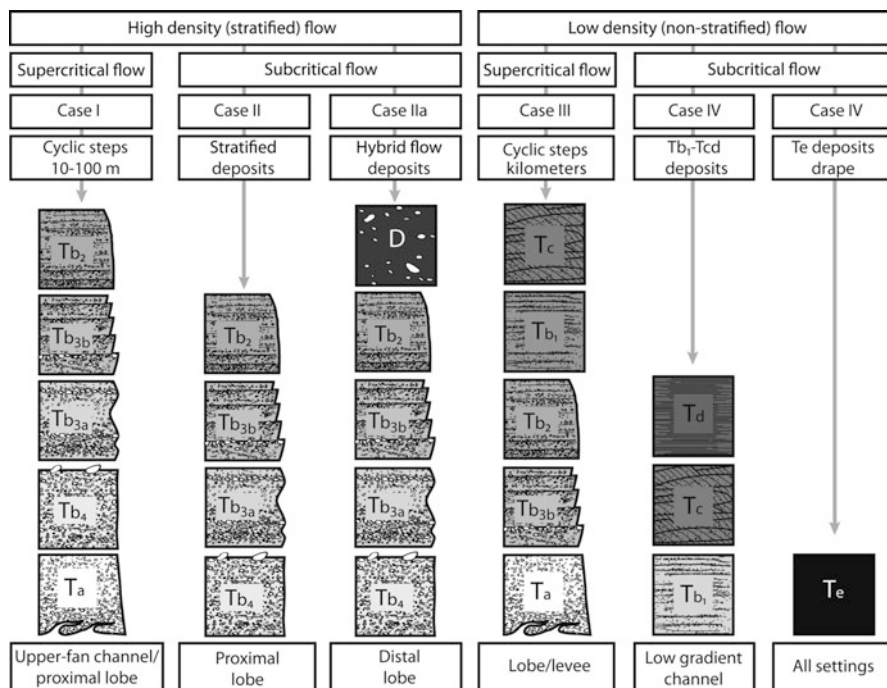 High density (stratified) flow
Low density (non-stratified) flow
Supercritical flow
Subcritical flow
Supercritical flow
Subcritical flow
Case I
Case II
Case IIa
Case III
Case IV
Case IV
Cyclic steps
10-100 m
Stratified
deposits
Hybrid flow
deposits
Cyclic steps
kilometers
Tb₁-Tcd
deposits
Te deposits
drape
Tb₂
Tb₃b
Tb₃a
Tb₄
Ta
Tb₂
Tb₃b
Tb₃a
Tb₄
D
Tb₂
Tb₃b
Tb₃a
Tb₄
Tc
Tb₁
Tb₂
Tb₃b
Ta
Td
Tc
Tb₁
Te
Upper-fan channel/
proximal lobe
Proximal
lobe
Distal
lobe
Lobe/levee
Low gradient
channel
All settings